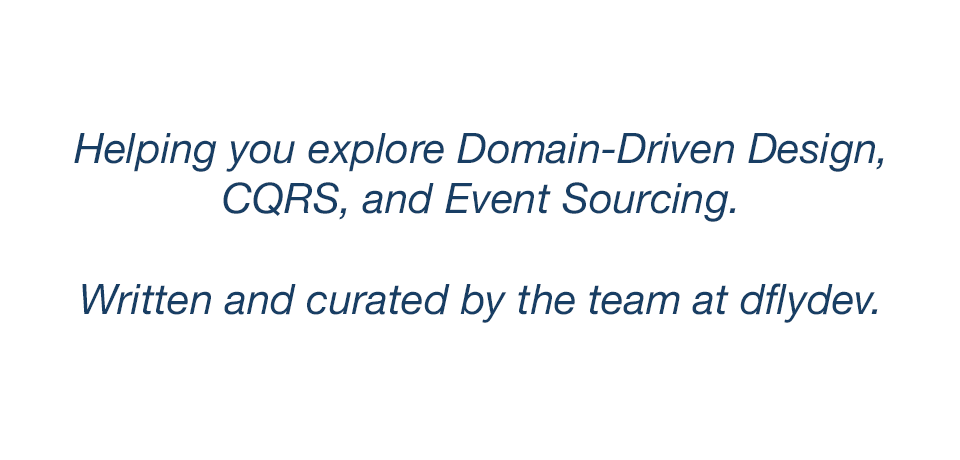 Helping you explore Domain-Driven Design,
CQRS, and Event Sourcing.
Written and curated by the team at dflydev.